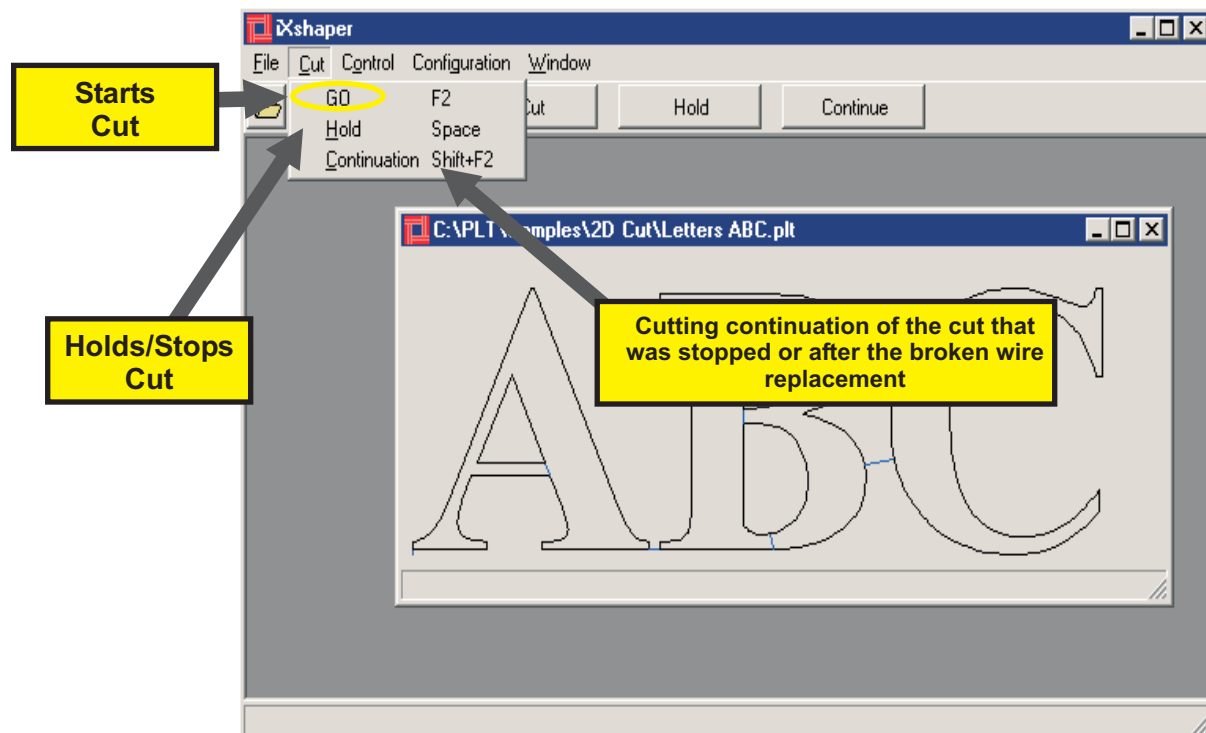 iXshaper
File Cut Control Configuration Window
Starts
Cut
GO F2
Hold Space
Continuation Shift+F2
Cut Hold Continue
C:\PLT \ amples\2D Cut\Letters ABC.plt
Holds/Stops
Cut
Cutting continuation of the cut that
was stopped or after the broken wire
replacement
ABC